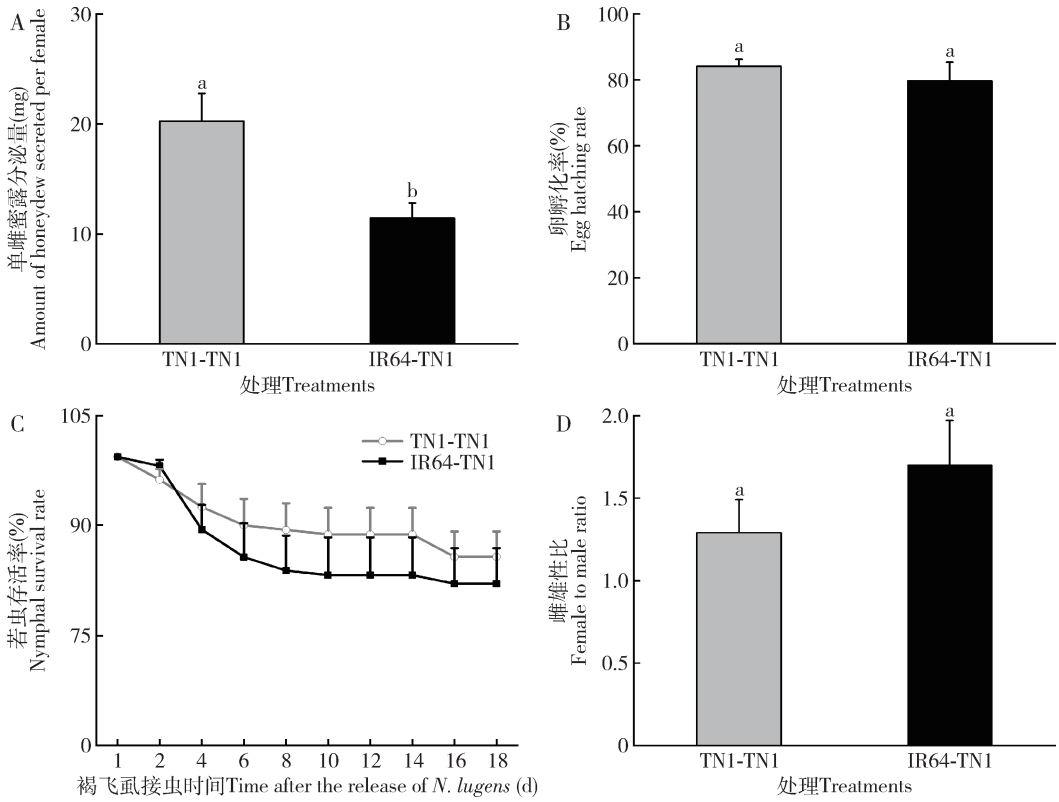 A
30
20
10
0
单雌蜜露分泌量(mg)
Amount of honeydew secreted per female
a
b
TN1-TN1
IR64-TN1
处理Treatments
B
100
80
60
40
20
0
卵孵化率(%)
Egg hatching rate
a
a
TN1-TN1
IR64-TN1
处理Treatments
C
105
90
75
0
若虫存活率(%)
Nymphal survival rate
TN1-TN1
IR64-TN1
1 2 4 6 8 10 12 14 16 18
褐飞虱接虫时间Time after the release of N. lugens (d)
D
2.0
1.5
1.0
0.5
0
雌雄性比
Female to male ratio
a
a
TN1-TN1
IR64-TN1
处理Treatments